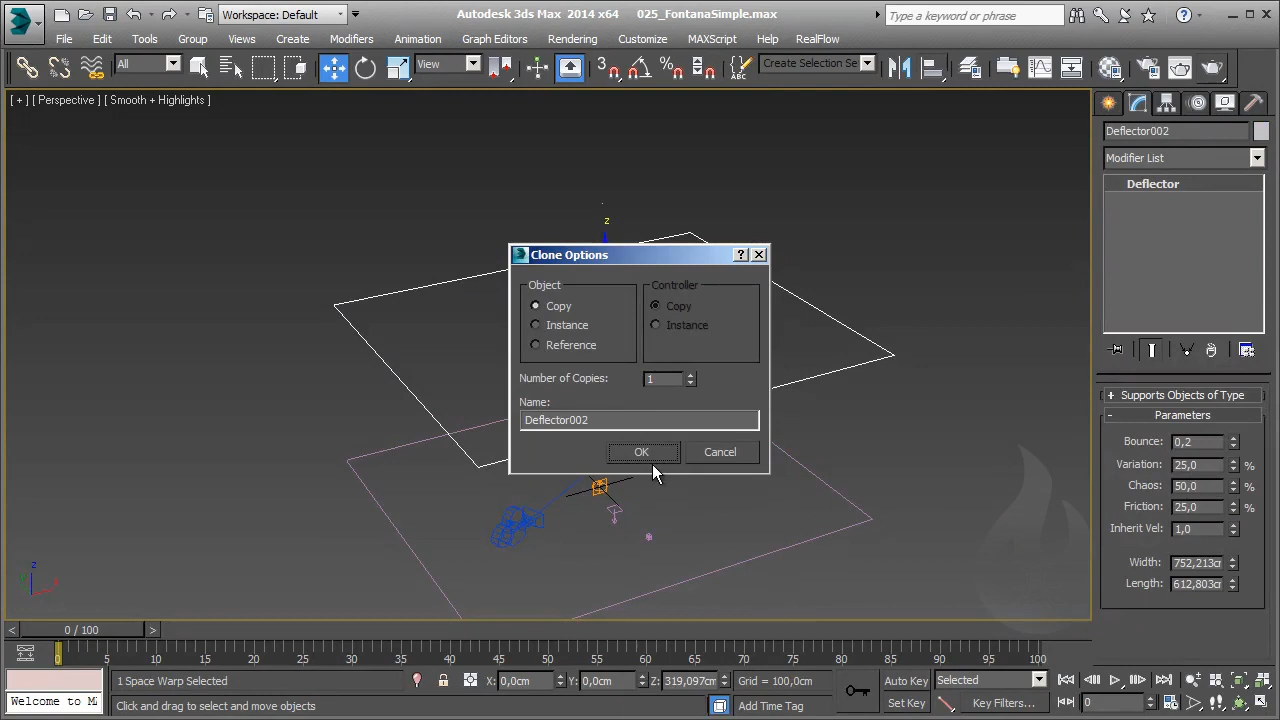 Workspace: Default
Autodesk 3ds Max 2014 x64
025_FontanaSimple.max
Type a keyword or phrase
File
Edit
Tools
Group
Views
Create
Modifiers
Animation
Graph Editors
Rendering
Customize
MAXScript
Help
RealFlow
All
View
3
%
ABC
Create Selection Se
[ + ] [ Perspective ] [ Smooth + Highlights ]
Deflector002
Modifier List
Deflector
z
Clone Options
Object
Copy
Instance
Reference
Controller
Copy
Instance
Number of Copies:
1
Name:
Deflector002
OK
Cancel
Supports Objects of Type
Parameters
Bounce: 0,2
Variation: 25,0 %
Chaos: 50,0 %
Friction: 25,0 %
Inherit Vel: 1,0
Width: 752,213cm
Length: 612,803cm
z
0 / 100
0 5 10 15 20 25 30 35 40 45 50 55 60 65 70 75 80 85 90 95 100
1 Space Warp Selected
X: 0,0cm
Y: 0,0cm
Z: 319,097cm
Grid = 100,0cm
Auto Key
Selected
Welcome to M
Click and drag to select and move objects
Add Time Tag
Set Key
Key Filters...
0